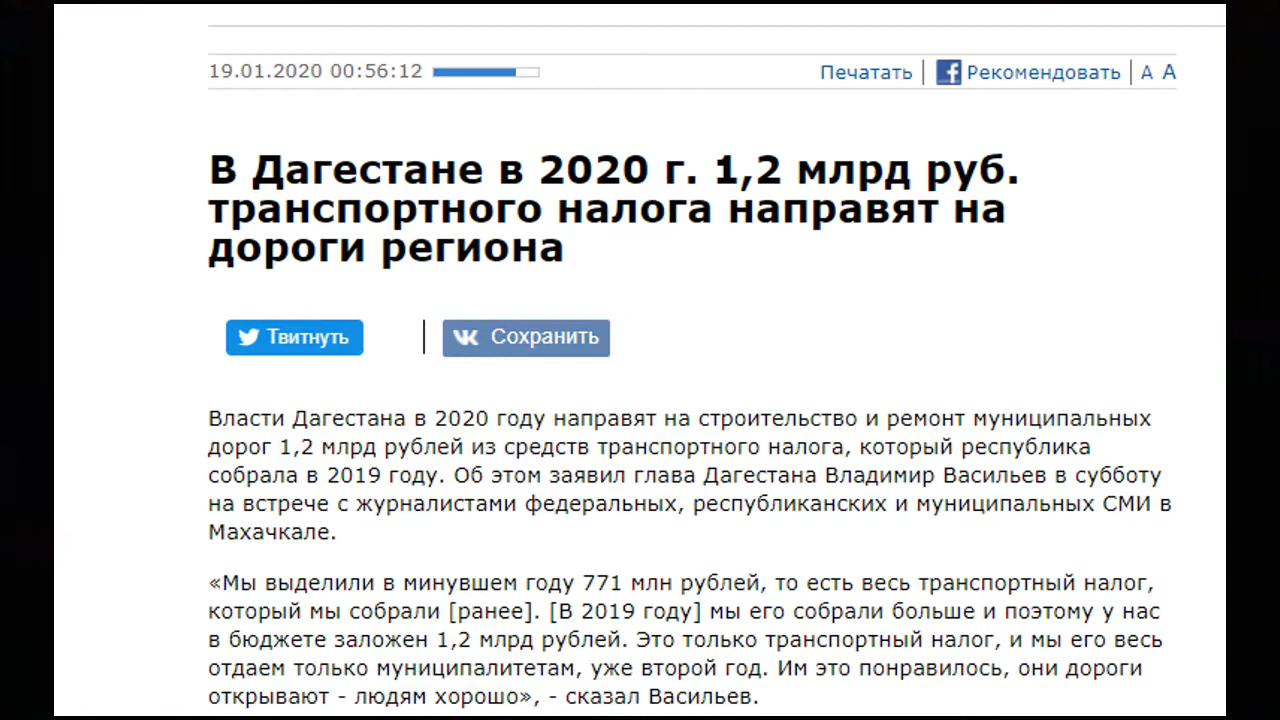 19.01.2020 00:56:12 Печатать Рекомендовать A A
В Дагестане в 2020 г. 1,2 млрд руб.
транспортного налога направят на
дороги региона
Твитнуть Сохранить
Власти Дагестана в 2020 году направят на строительство и ремонт муниципальных
дорог 1,2 млрд рублей из средств транспортного налога, который республика
собрала в 2019 году. Об этом заявил глава Дагестана Владимир Васильев в субботу
на встрече с журналистами федеральных, республиканских и муниципальных СМИ в
Махачкале.
«Мы выделили в минувшем году 771 млн рублей, то есть весь транспортный налог,
который мы собрали [ранее]. [В 2019 году] мы его собрали больше и поэтому у нас
в бюджете заложен 1,2 млрд рублей. Это только транспортный налог, и мы его весь
отдаем только муниципалитетам, уже второй год. Им это понравилось, они дороги
открывают - людям хорошо», - сказал Васильев.